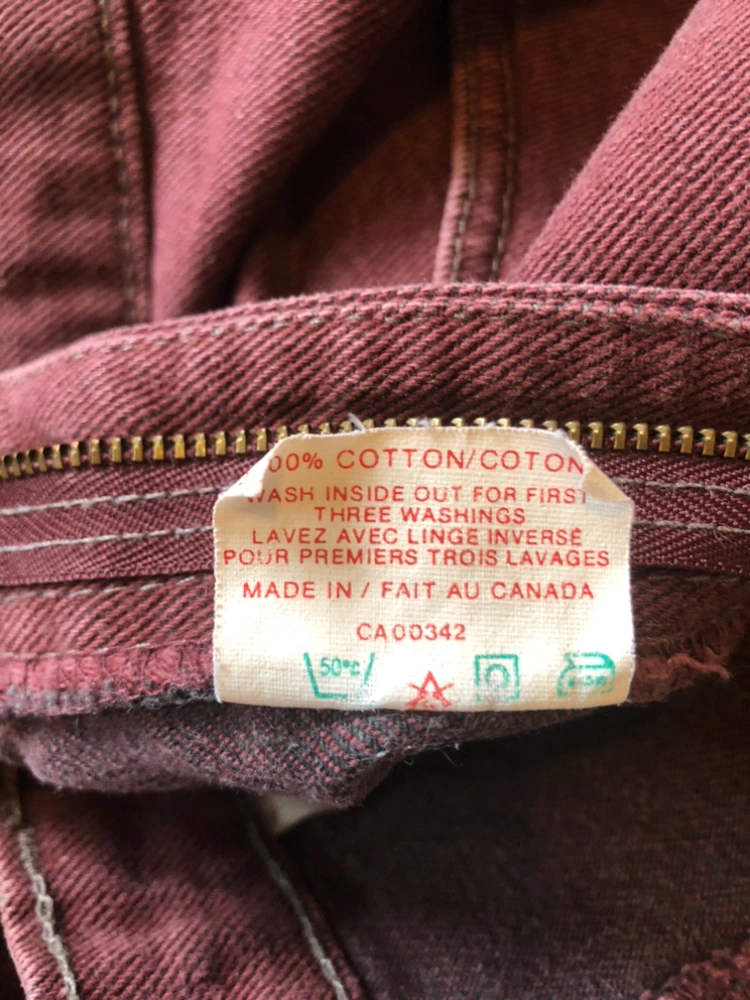 00% COTTON/COTON
WASH INSIDE OUT FOR FIRST
THREE WASHINGS
LAVEZ AVEC LINGE INVERSÉ
POUR PREMIERS TROIS LAVAGES
MADE IN / FAIT AU CANADA
CA00342
50°C